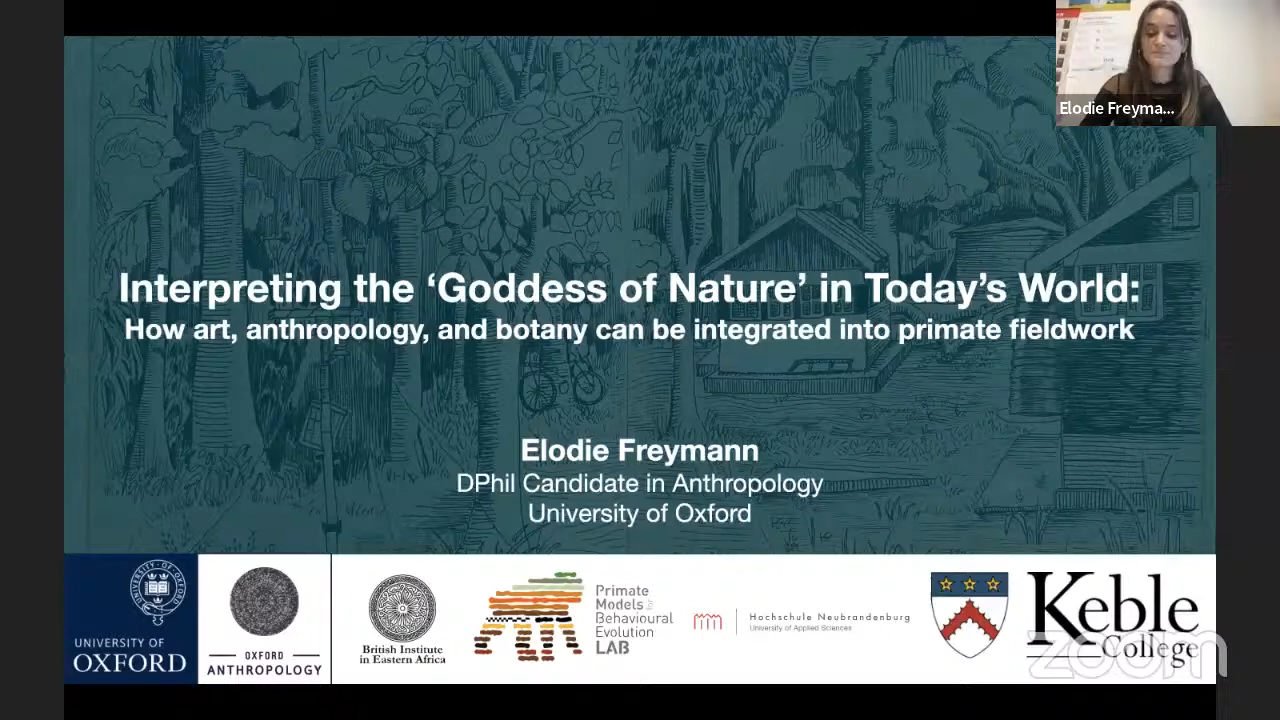 Elodie Freyma...
Interpreting the ‘Goddess of Nature’ in Today’s World:
How art, anthropology, and botany can be integrated into primate fieldwork
Elodie Freymann
DPhil Candidate in Anthropology
University of Oxford
UNIVERSITY OF
OXFORD
OXFORD
ANTHROPOLOGY
British Institute
in Eastern Africa
Primate
Models for
Behavioural
Evolution
LAB
Hochschule Neubrandenburg
University of Applied Sciences
Keble
College
zoom